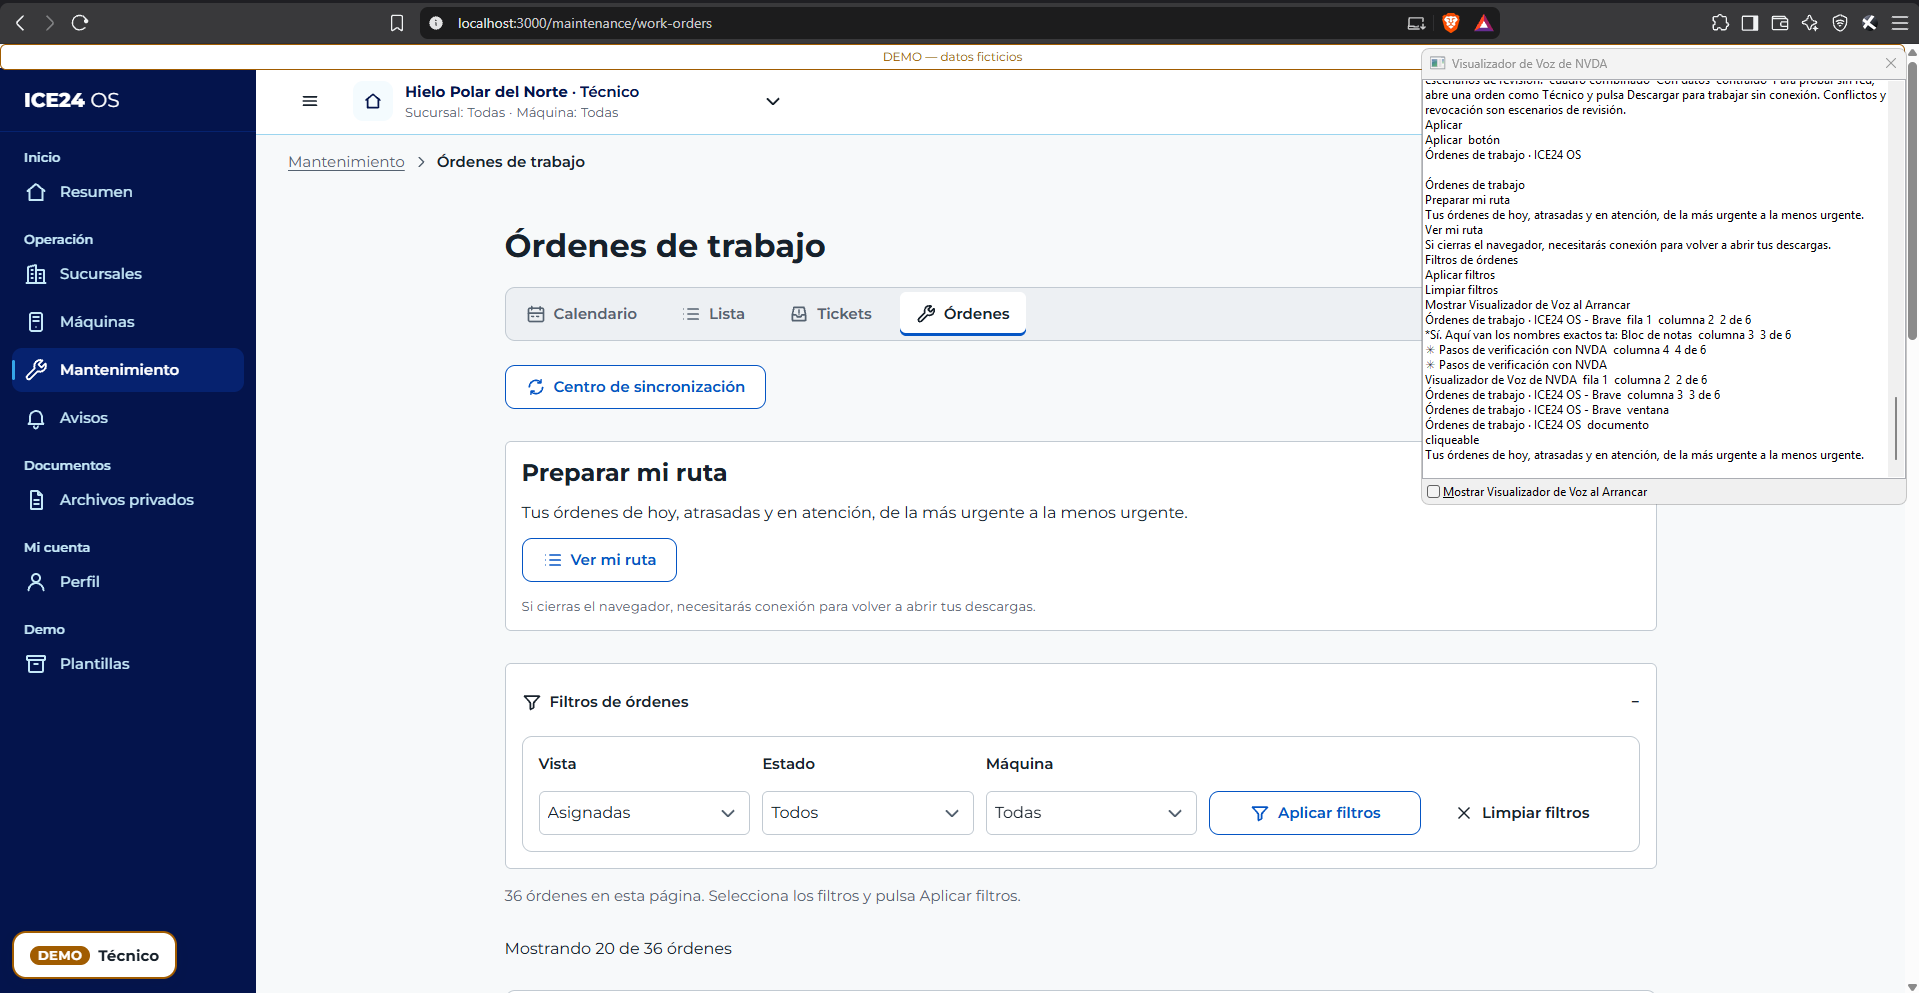 localhost:3000/maintenance/work-orders
DEMO — datos ficticios
ICE24 OS
Inicio
Resumen
Operación
Sucursales
Máquinas
Mantenimiento
Avisos
Documentos
Archivos privados
Mi cuenta
Perfil
Demo
Plantillas
DEMO Técnico
Hielo Polar del Norte · Técnico
Sucursal: Todas · Máquina: Todas
Mantenimiento > Órdenes de trabajo
Órdenes de trabajo
Calendario
Lista
Tickets
Órdenes
Centro de sincronización
Preparar mi ruta
Tus órdenes de hoy, atrasadas y en atención, de la más urgente a la menos urgente.
Ver mi ruta
Si cierras el navegador, necesitarás conexión para volver a abrir tus descargas.
Filtros de órdenes
Vista
Estado
Máquina
Asignadas
Todos
Todas
Aplicar filtros
Limpiar filtros
36 órdenes en esta página. Selecciona los filtros y pulsa Aplicar filtros.
Mostrando 20 de 36 órdenes
Visualizador de Voz de NVDA
abre una orden como Técnico y pulsa Descargar para trabajar sin conexión. Conflictos y
revocación son escenarios de revisión.
Aplicar
Aplicar botón
Órdenes de trabajo · ICE24 OS
Órdenes de trabajo
Preparar mi ruta
Tus órdenes de hoy, atrasadas y en atención, de la más urgente a la menos urgente.
Ver mi ruta
Si cierras el navegador, necesitarás conexión para volver a abrir tus descargas.
Filtros de órdenes
Aplicar filtros
Limpiar filtros
Mostrar Visualizador de Voz al Arrancar
Órdenes de trabajo · ICE24 OS - Brave fila 1 columna 2 2 de 6
*Sí. Aquí van los nombres exactos ta: Bloc de notas columna 3 3 de 6
✳ Pasos de verificación con NVDA columna 4 4 de 6
✳ Pasos de verificación con NVDA
Visualizador de Voz de NVDA fila 1 columna 2 2 de 6
Órdenes de trabajo · ICE24 OS - Brave columna 3 3 de 6
Órdenes de trabajo · ICE24 OS - Brave ventana
Órdenes de trabajo · ICE24 OS documento
cliqueable
Tus órdenes de hoy, atrasadas y en atención, de la más urgente a la menos urgente.
Mostrar Visualizador de Voz al Arrancar